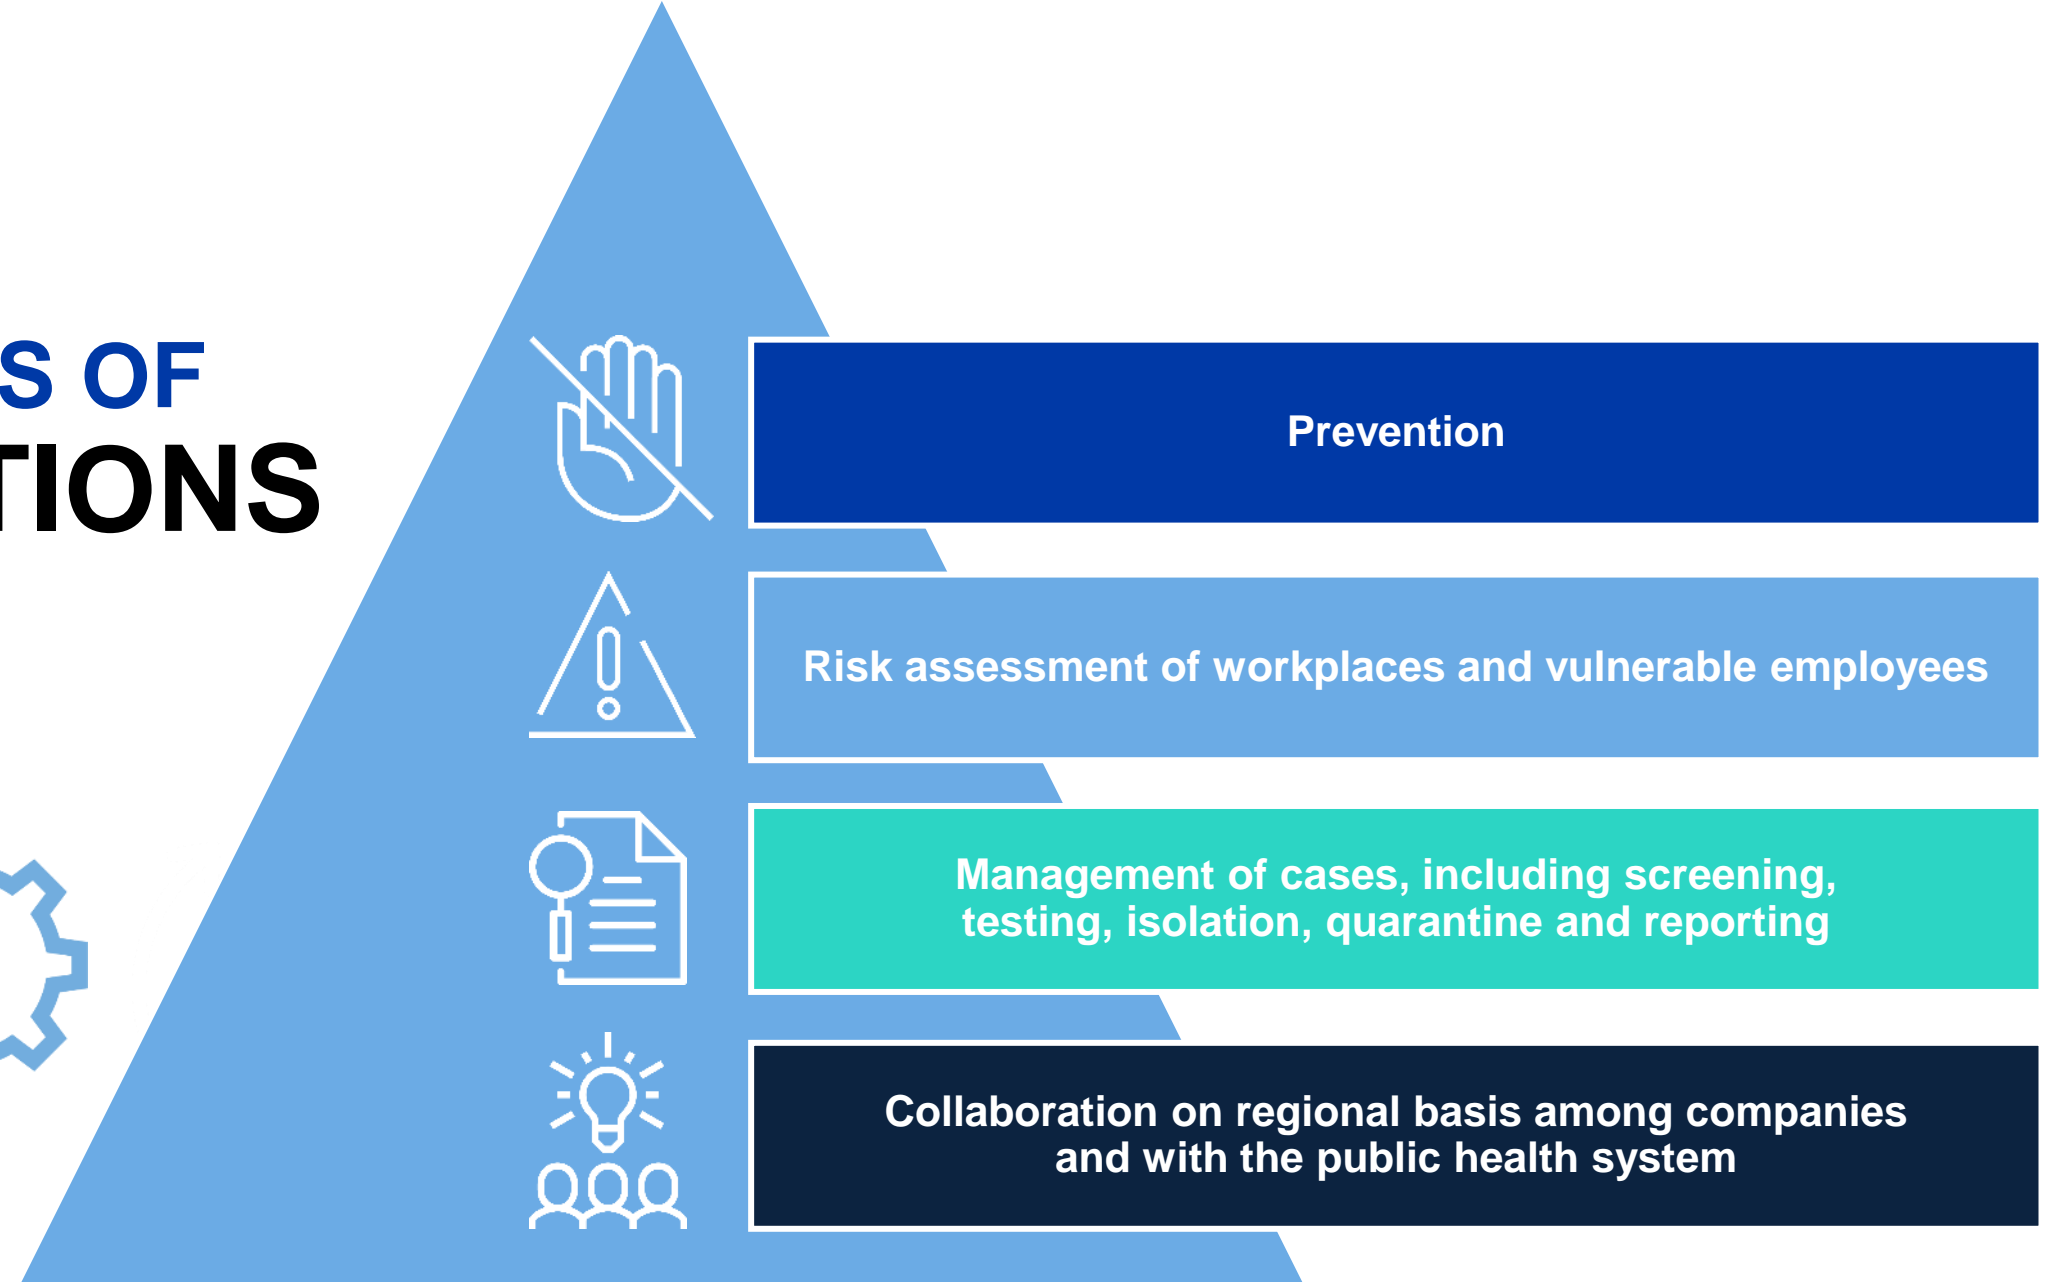 S OF
TIONS
Prevention
Risk assessment of workplaces and vulnerable employees
Management of cases, including screening,
testing, isolation, quarantine and reporting
Collaboration on regional basis among companies
and with the public health system